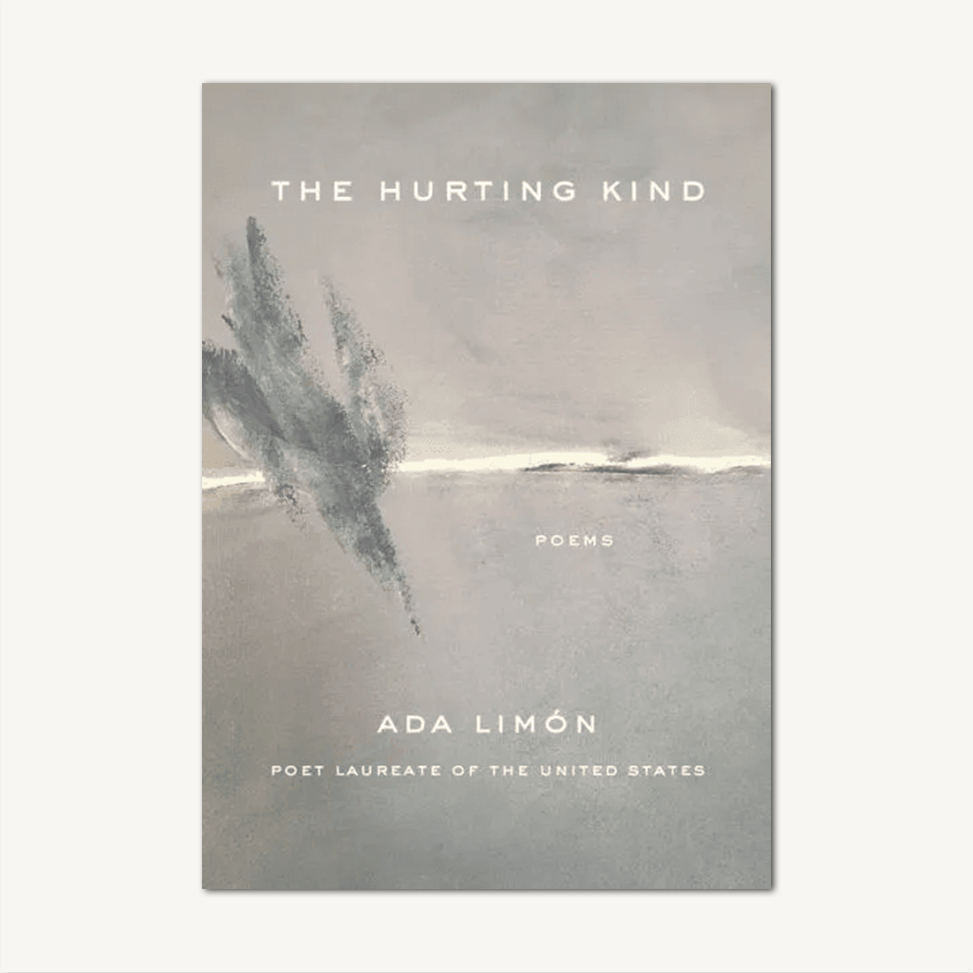 THE HURTING KIND
POEMS
ADA LIMÓN
POET LAUREATE OF THE UNITED STATES